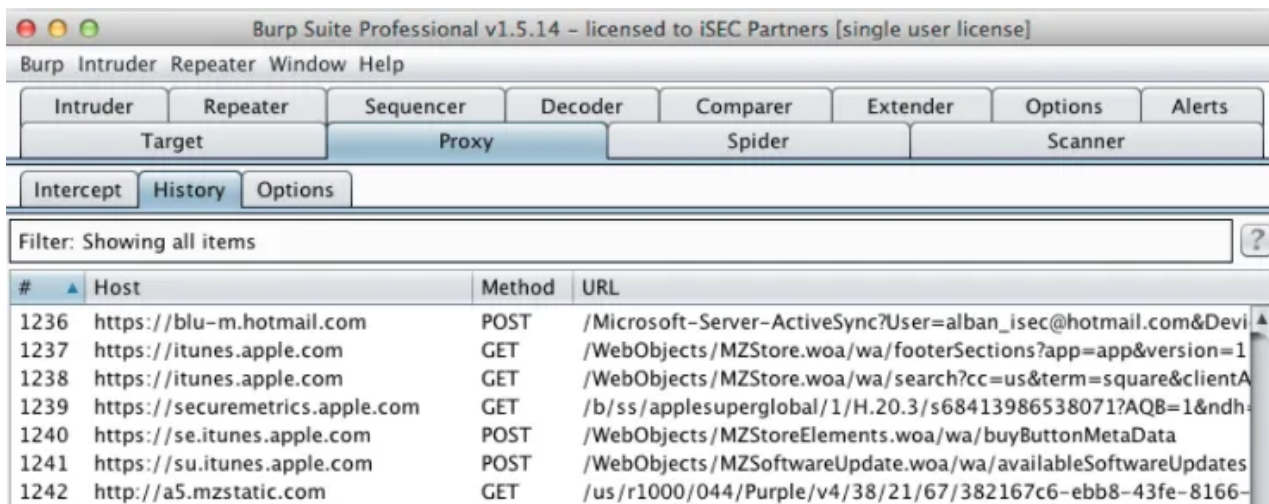 Burp Suite Professional v1.5.14 – licensed to iSEC Partners [single user license]
Burp Intruder Repeater Window Help
Intruder Repeater Sequencer Decoder Comparer Extender Options Alerts
Target Proxy Spider Scanner
Intercept History Options
Filter: Showing all items ?
# Host Method URL
1236 https://blu-m.hotmail.com POST /Microsoft-Server-ActiveSync?User=alban_isec@hotmail.com&Devi
1237 https://itunes.apple.com GET /WebObjects/MZStore.woa/wa/footerSections?app=app&version=1
1238 https://itunes.apple.com GET /WebObjects/MZStore.woa/wa/search?cc=us&term=square&clientA
1239 https://securemetrics.apple.com GET /b/ss/applesuperglobal/1/H.20.3/s68413986538071?AQB=1&ndh=
1240 https://se.itunes.apple.com POST /WebObjects/MZStoreElements.woa/wa/buyButtonMetaData
1241 https://su.itunes.apple.com POST /WebObjects/MZSoftwareUpdate.woa/wa/availableSoftwareUpdates
1242 http://a5.mzstatic.com GET /us/r1000/044/Purple/v4/38/21/67/382167c6-ebb8-43fe-8166-